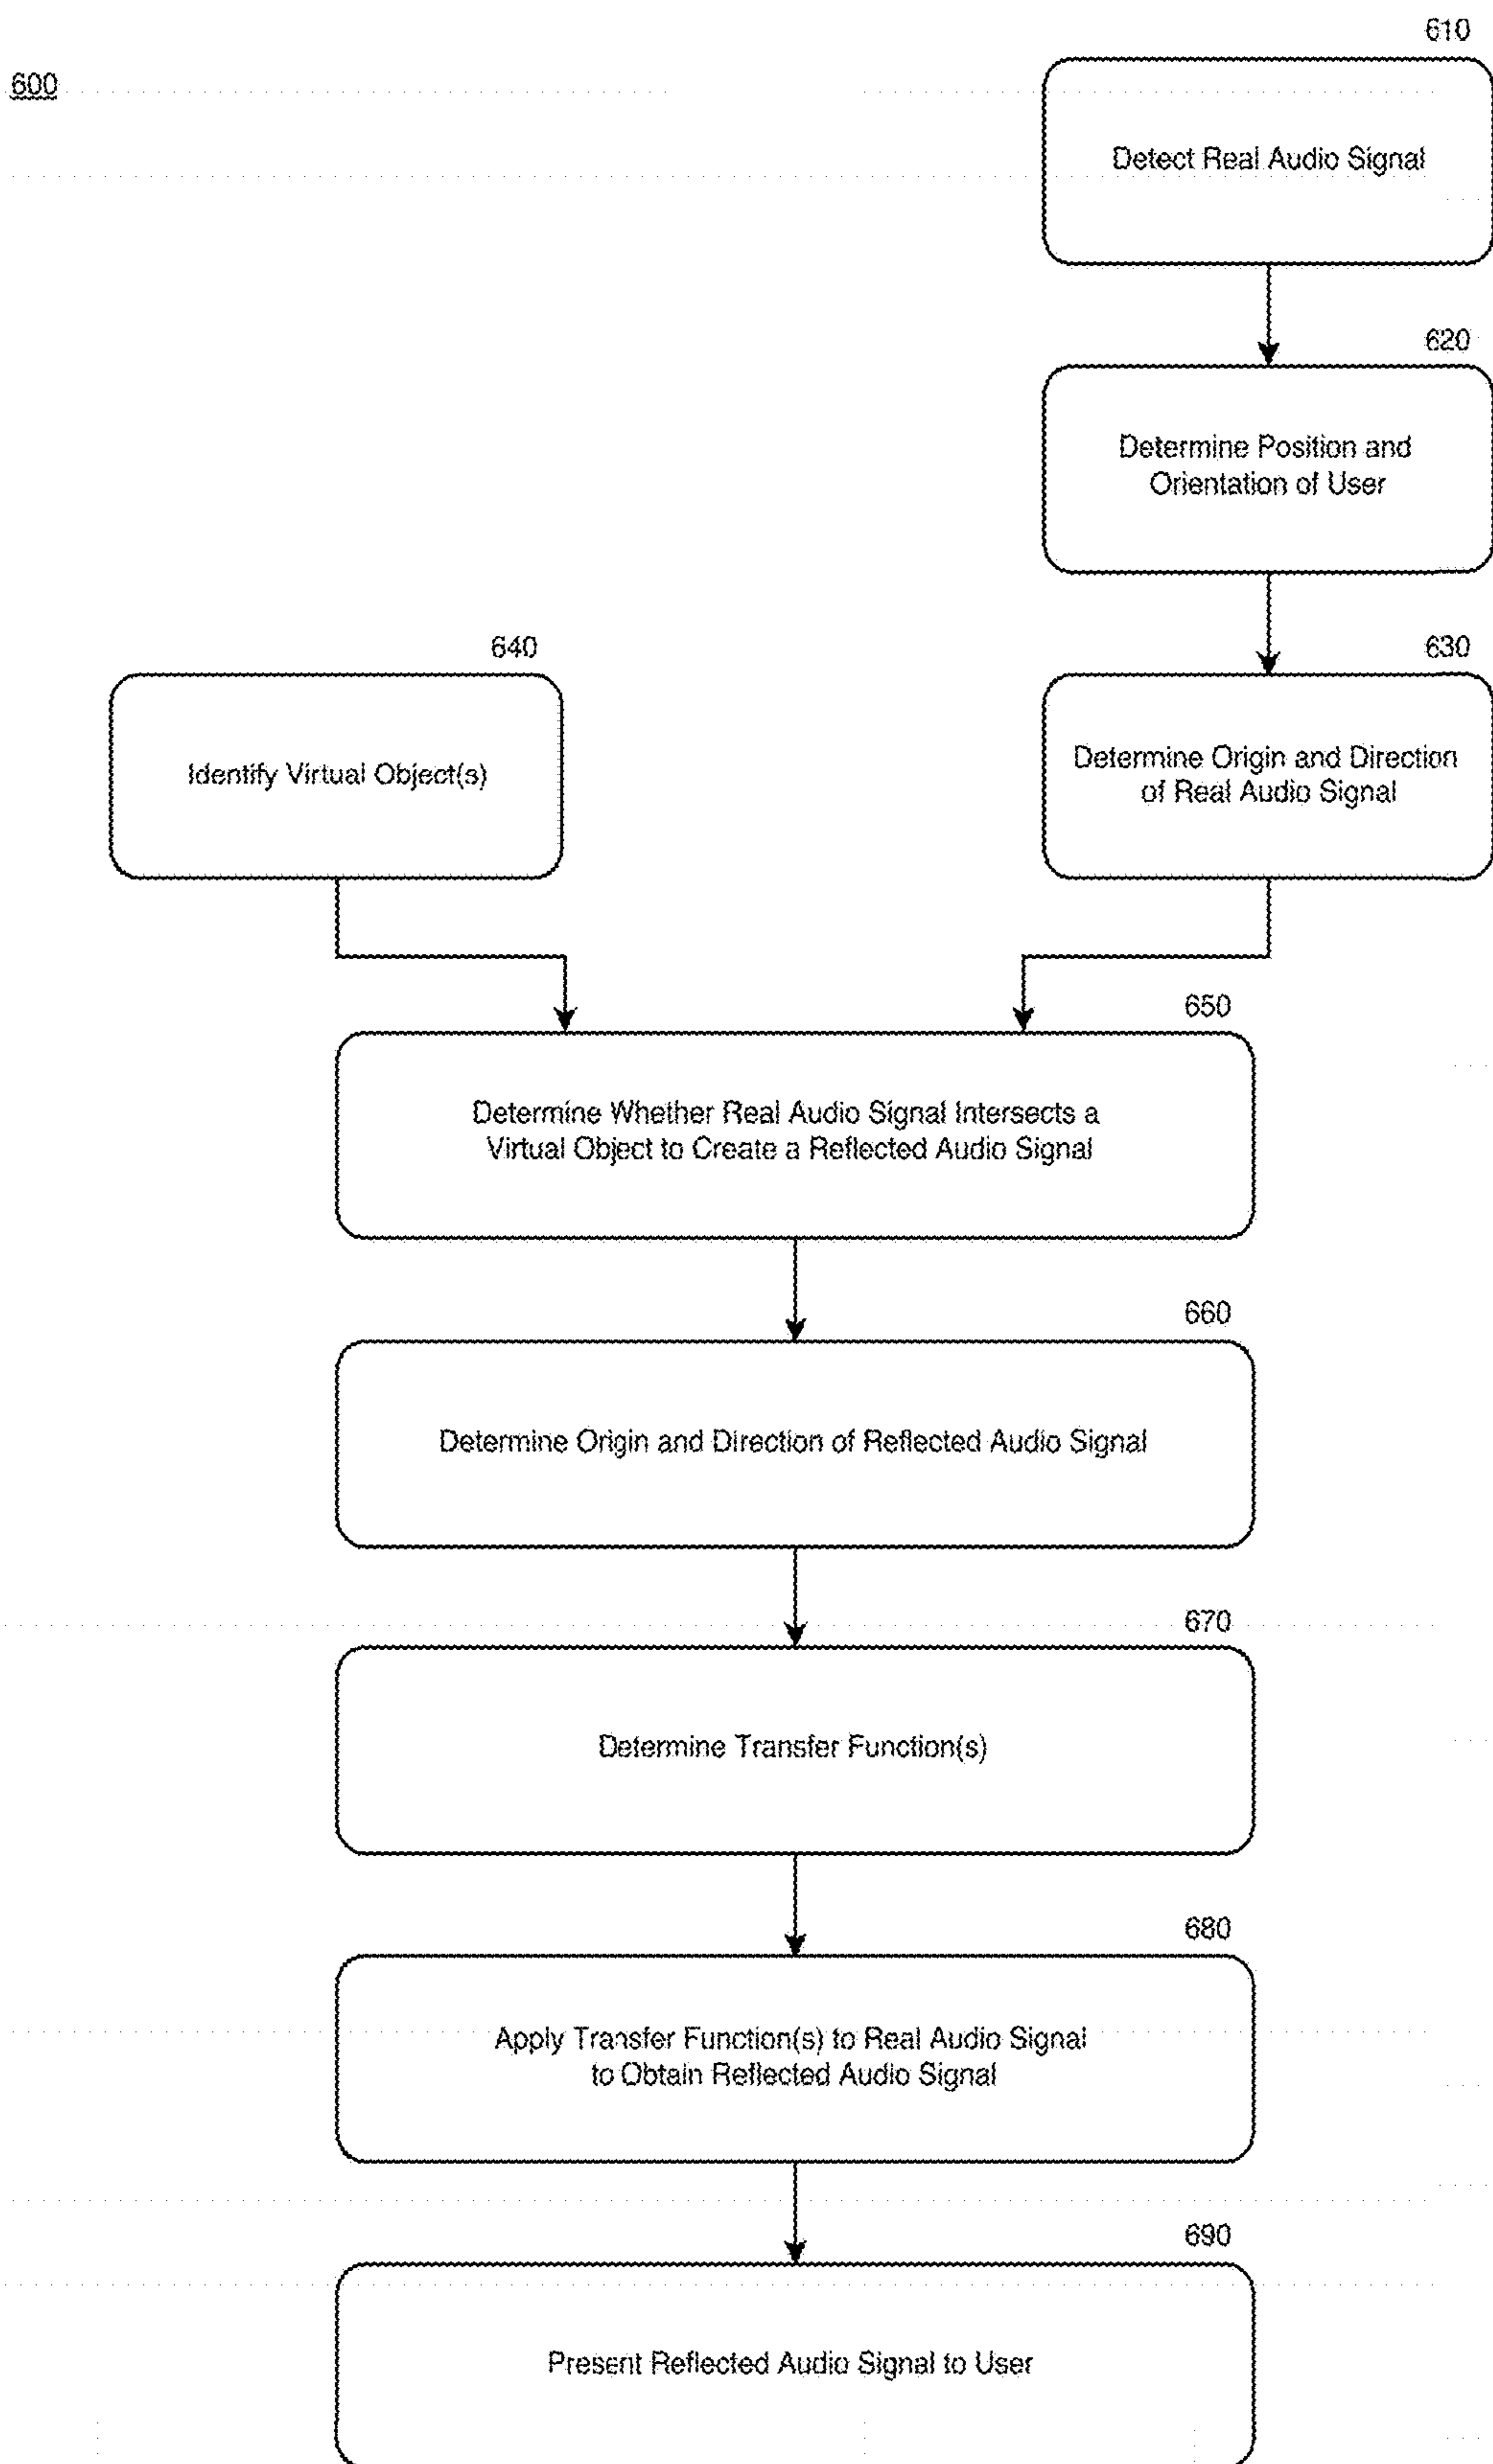 600
610
Detect Real Audio Signal
620
Determine Position and
Orientation of User
640
630
Identify Virtual Object(s)
Determine Origin and Direction
of Real Audio Signal
650
Determine Whether Real Audio Signal Intersects a
Virtual Object to Create a Reflected Audio Signal
660
Determine Origin and Direction of Reflected Audio Signal
670
Determine Transfer Function(s)
680
Apply Transfer Function(s) to Real Audio Signal
to Obtain Reflected Audio Signal
690
Present Reflected Audio Signal to User